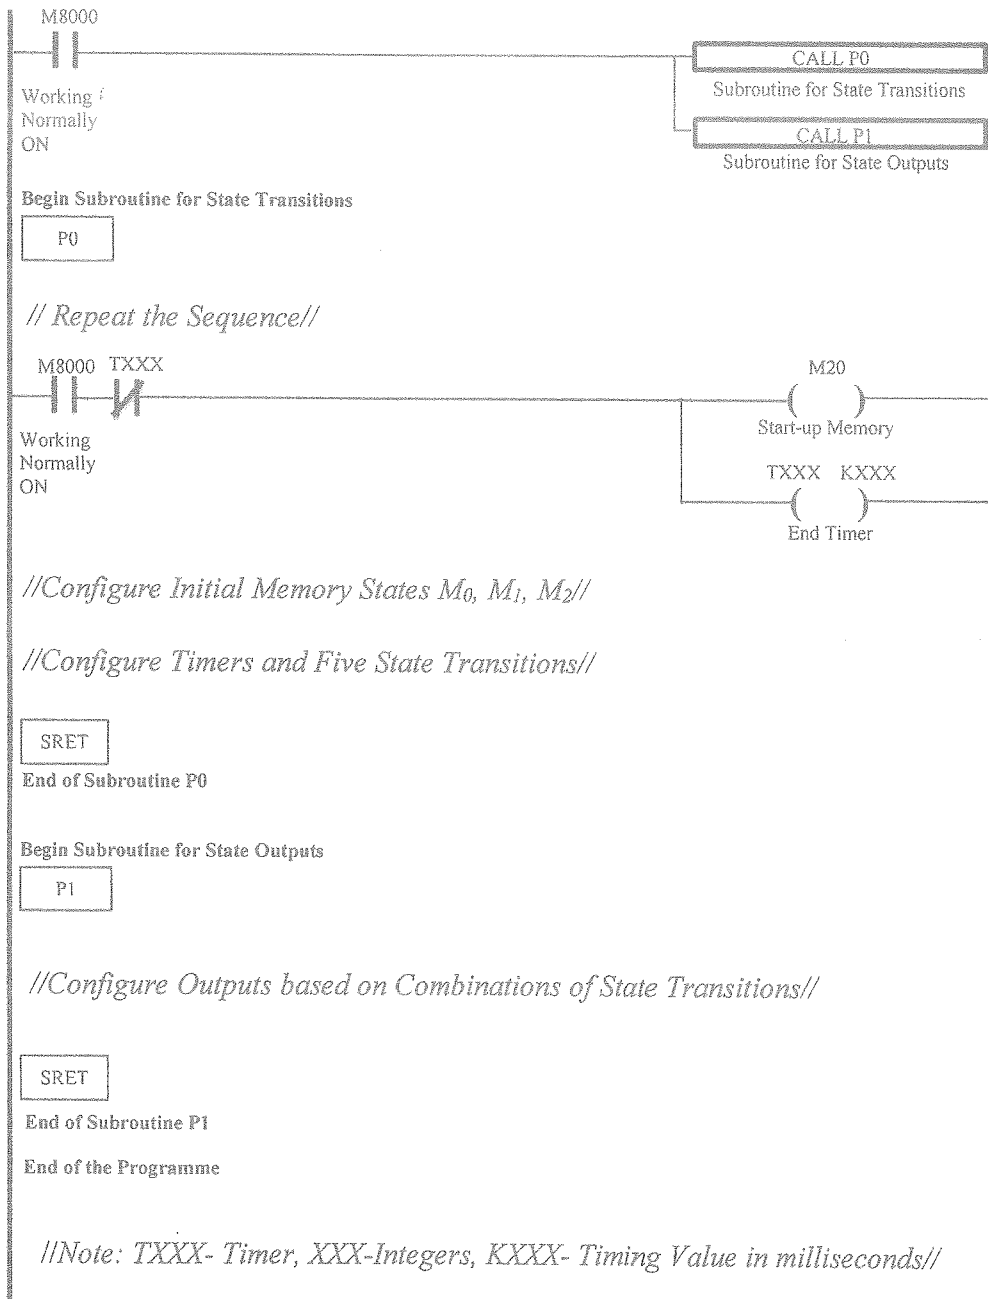 M8000
CALL P0
Subroutine for State Transitions
Working
Normally
ON
CALL P1
Subroutine for State Outputs
Begin Subroutine for State Transitions
P0
// Repeat the Sequence//
M8000 TXXX
M20
Working
Normally
ON
Start-up Memory
TXXX KXXX
End Timer
//Configure Initial Memory States M0, M1, M2//
//Configure Timers and Five State Transitions//
SRET
End of Subroutine P0
Begin Subroutine for State Outputs
P1
//Configure Outputs based on Combinations of State Transitions//
SRET
End of Subroutine P1
End of the Programme
//Note: TXXX- Timer, XXX-Integers, KXXX- Timing Value in milliseconds//